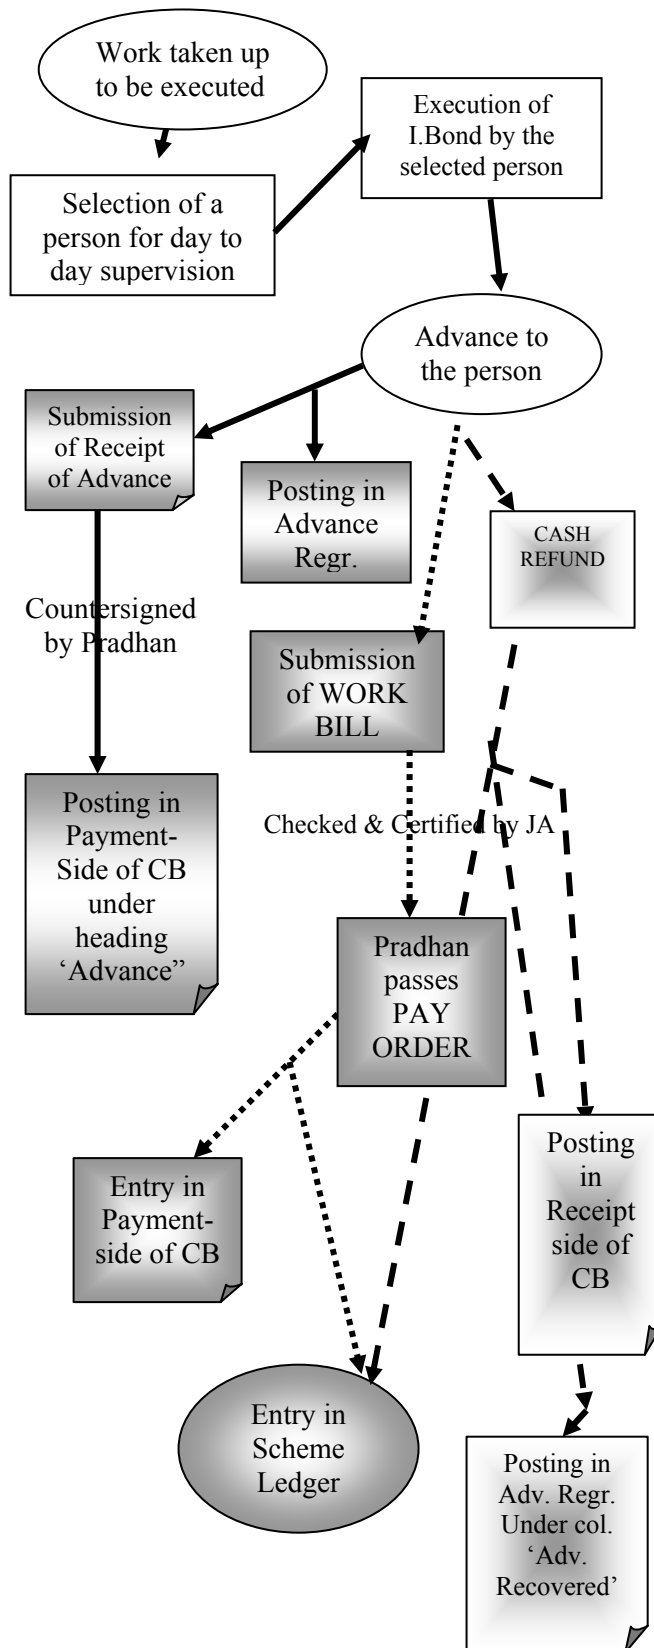 Work taken up
to be executed
Execution of
I.Bond by the
selected person
Selection of a
person for day to
day supervision
Advance to
the person
Submission
of Receipt
of Advance
Posting in
Advance
Regr.
CASH
REFUND
Countersigned
by Pradhan
Submission
of WORK
BILL
Posting in
Payment-
Side of CB
under
heading
‘Advance”
Checked & Certified by JA
Pradhan
passes
PAY
ORDER
Entry in
Payment-
side of CB
Posting
in
Receipt
side of
CB
Entry in
Scheme
Ledger
Posting in
Adv. Regr.
Under col.
‘Adv.
Recovered’